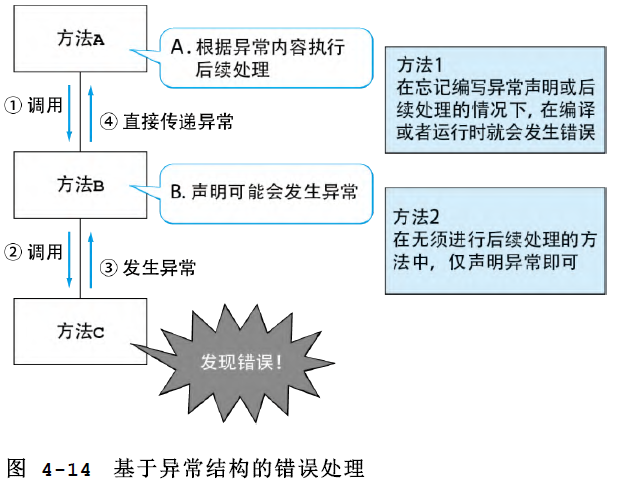 方法A
A.根据异常内容执行
后续处理
① 调用
④ 直接传递异常
方法B
B.声明可能会发生异常
② 调用
③ 发生异常
方法C
发现错误！
方法1
在忘记编写异常声明或后
续处理的情况下，在编译
或者运行时就会发生错误
方法2
在无须进行后续处理的方
法中，仅声明异常即可
图 4-14 基于异常结构的错误处理